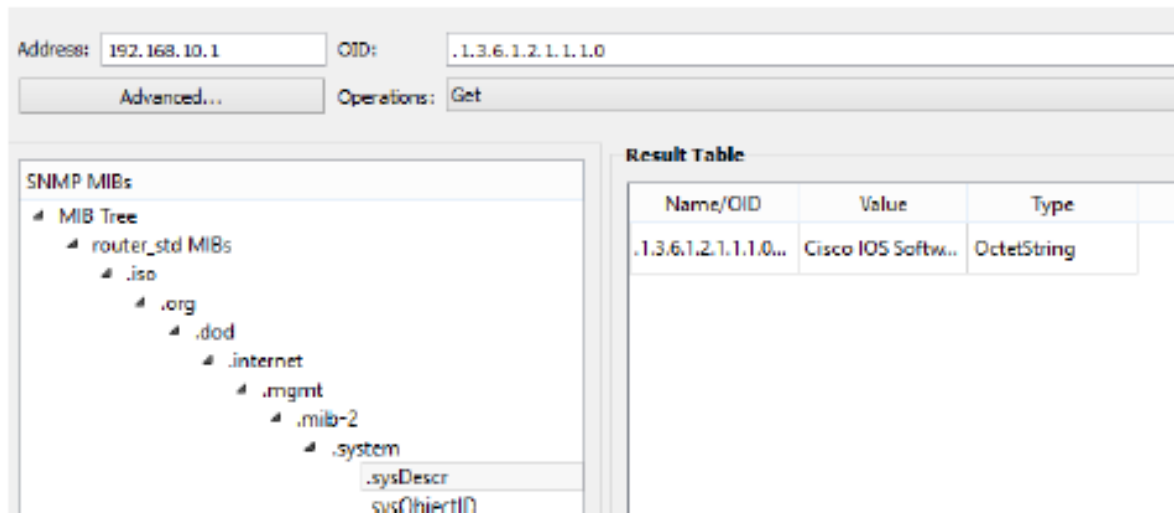 Address: 192.168.10.1 OID: .1.3.6.1.2.1.1.1.0
Advanced... Operations: Get
SNMP MIBs
MIB Tree
router_std MIBs
.iso
.org
.dod
.internet
.mgmt
.mib-2
.system
.sysDescr
sysObjectID
Result Table
Name/OID Value Type
.1.3.6.1.2.1.1.1.0... Cisco IOS Softw... OctetString